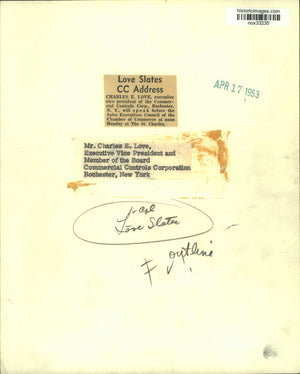 historicimages.com
nox33235
APR 17 1953
Love Slates
CC Address
CHARLES E. LOVE, executive
vice president of the Commer-
cial Controls Corp., Rochester,
N. Y., will speak before the
Sales Executives Council of the
Chamber of Commerce at noon
Monday at The St. Charles.
Mr. Charles E. Love,
Executive Vice President and
Member of the Board
Commercial Controls Corporation
Rochester, New York
1-col
Love Slates
outline